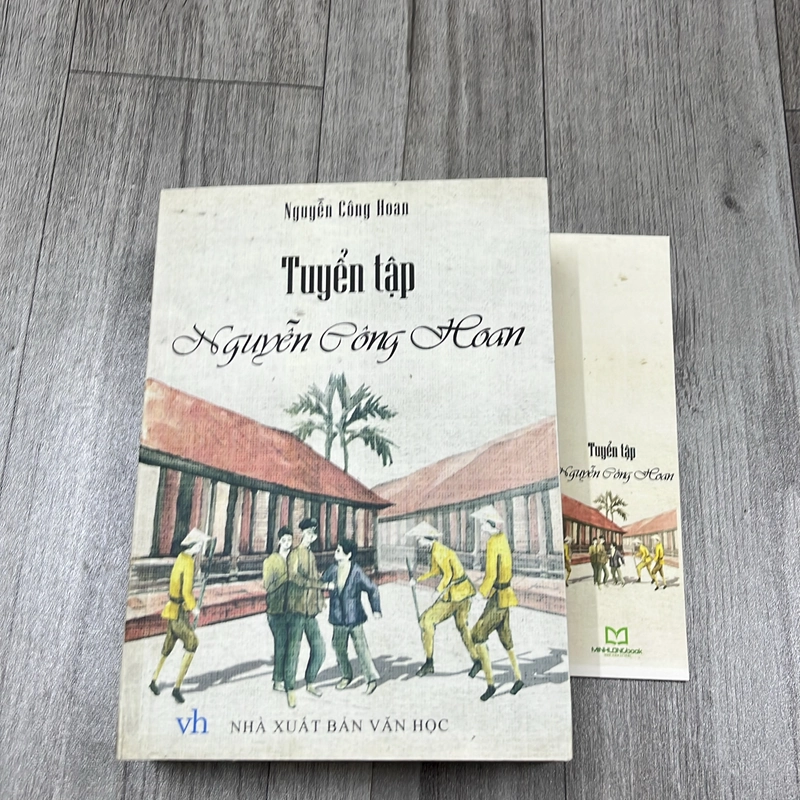 Nguyễn Công Hoan
Tuyển tập
Nguyễn Công Hoan
vh NHÀ XUẤT BẢN VĂN HỌC
Tuyển tập
Nguyễn Công Hoan
MINHLONGbook